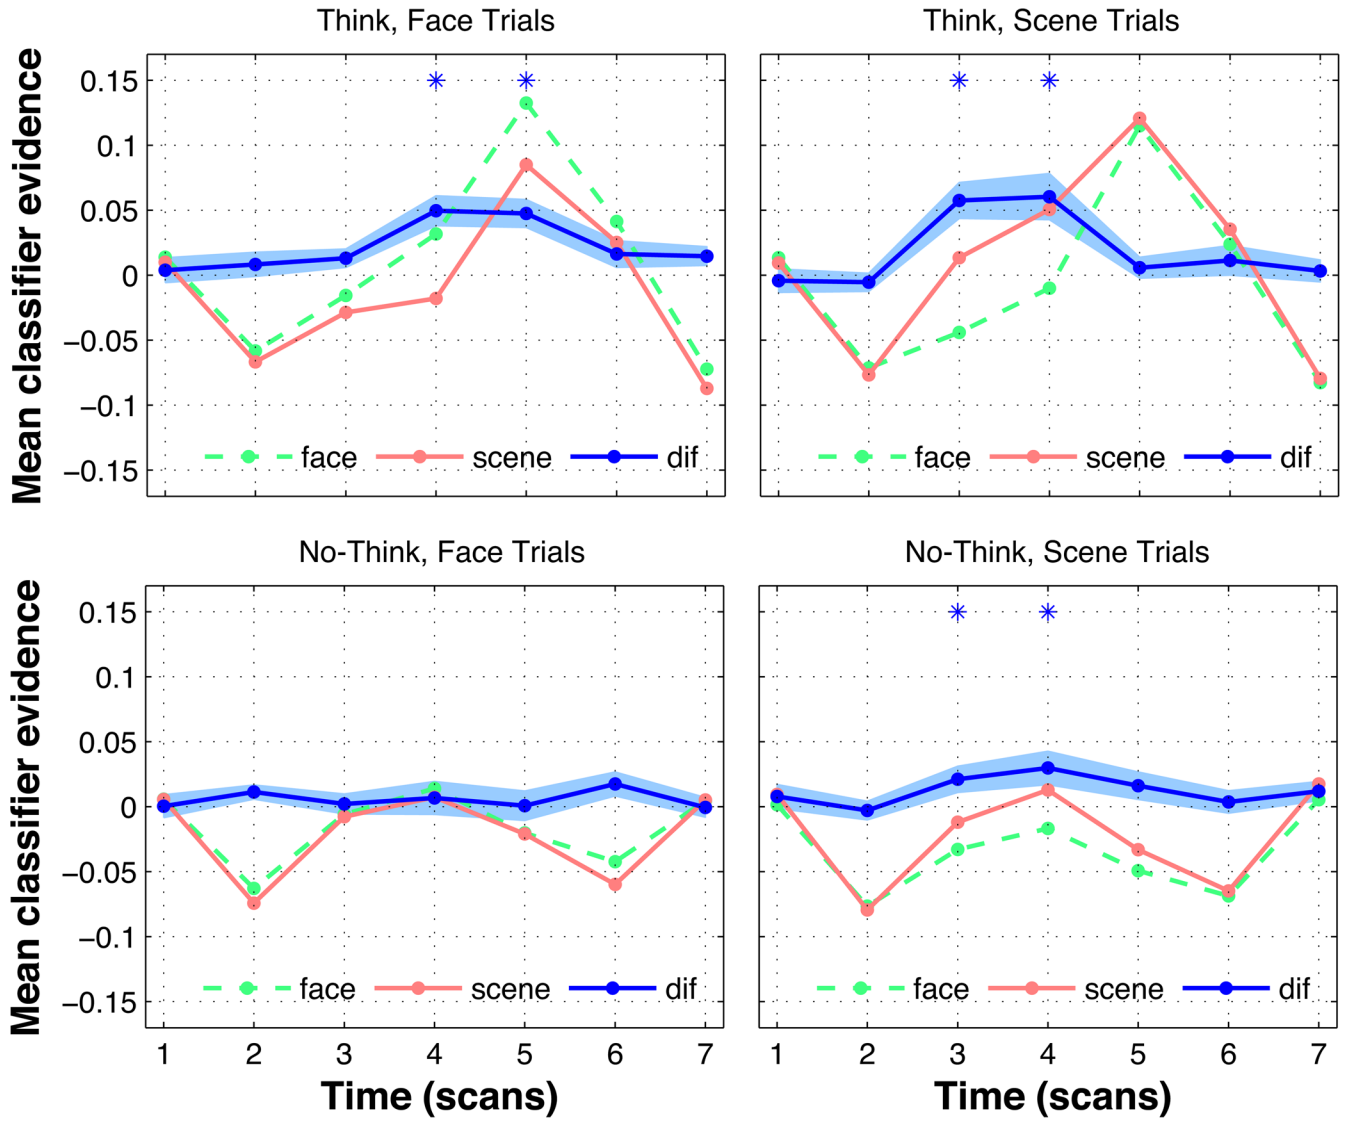 Think, Face Trials
Think, Scene Trials
Mean classifier evidence
0.15
0.1
0.05
0
−0.05
−0.1
−0.15
face scene dif
face scene dif
No-Think, Face Trials
No-Think, Scene Trials
Mean classifier evidence
0.15
0.1
0.05
0
−0.05
−0.1
−0.15
face scene dif
face scene dif
1 2 3 4 5 6 7
1 2 3 4 5 6 7
Time (scans)
Time (scans)